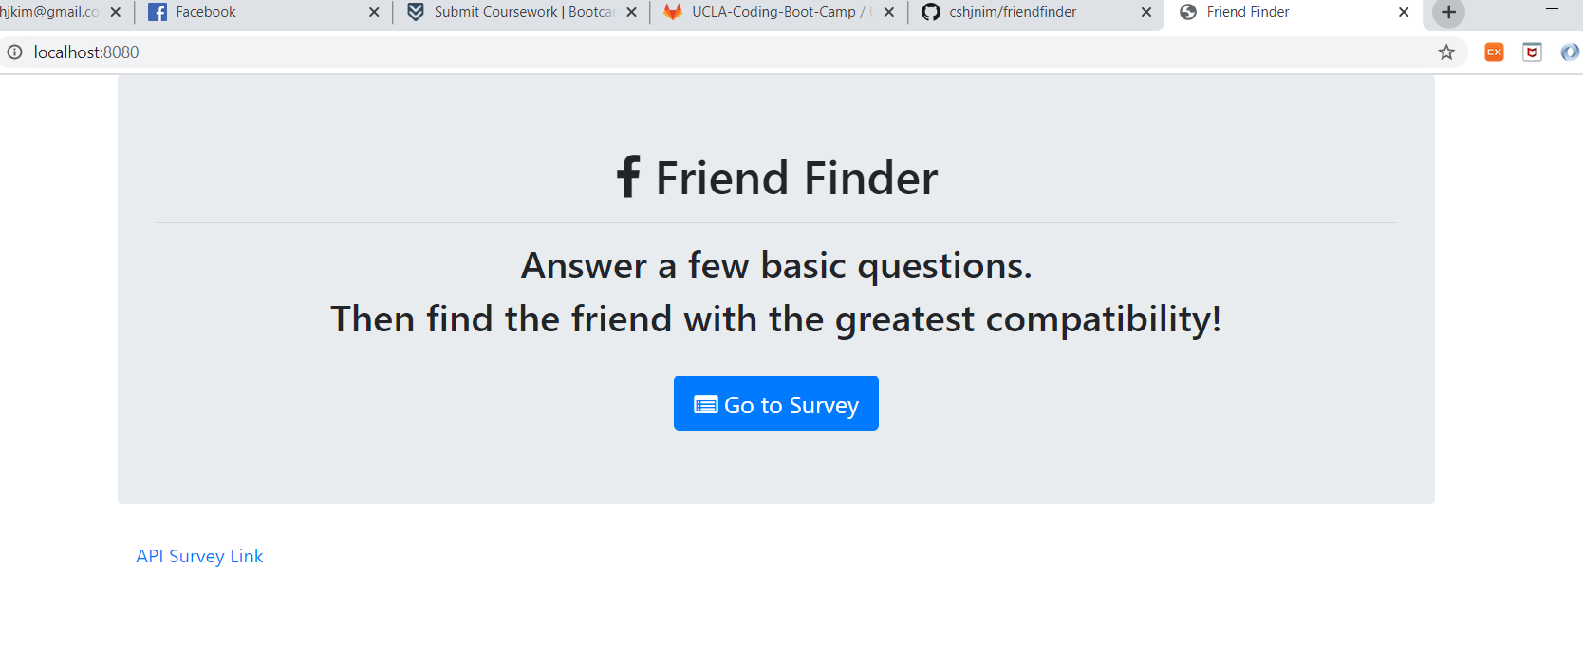 hjkim@gmail.co
Facebook
Submit Coursework | Bootca
UCLA-Coding-Boot-Camp /
cshjnim/friendfinder
Friend Finder
localhost:8080
Friend Finder
Answer a few basic questions.
Then find the friend with the greatest compatibility!
Go to Survey
API Survey Link